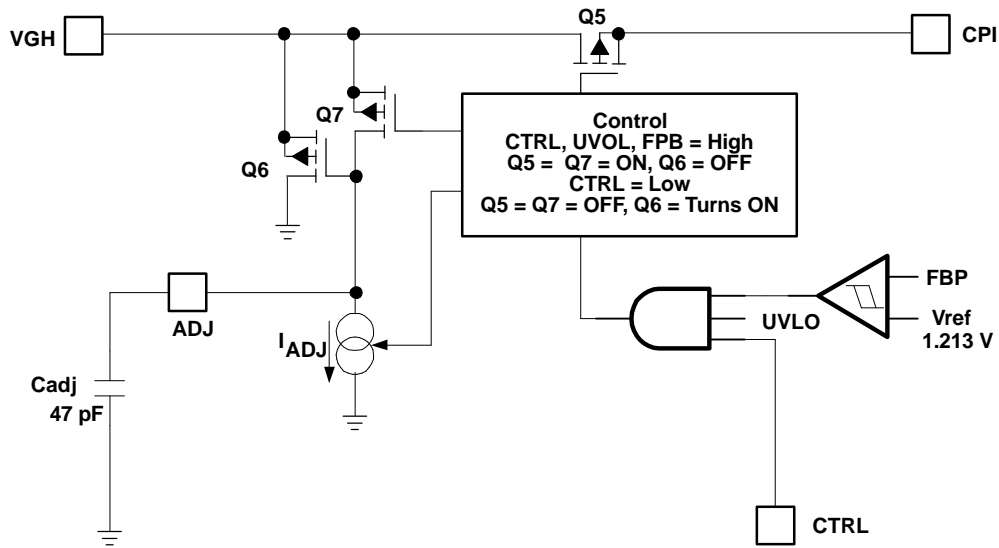 Q5
VGH
CPI
Q7
Q6
Control
CTRL, UVOL, FPB = High
Q5 = Q7 = ON, Q6 = OFF
CTRL = Low
Q5 = Q7 = OFF, Q6 = Turns ON
FBP
UVLO
Vref
1.213 V
ADJ
IADJ
Cadj
47 pF
CTRL